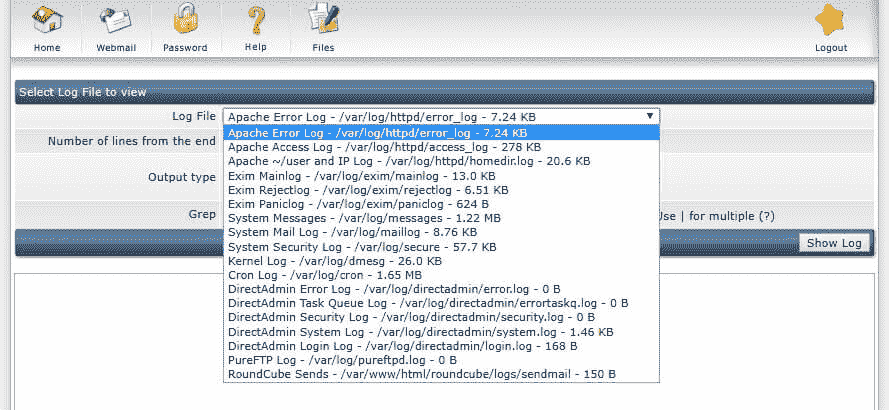 Home Webmail Password Help Files Logout
Select Log File to view
Log File Apache Error Log - /var/log/httpd/error_log - 7.24 KB
Apache Error Log - /var/log/httpd/error_log - 7.24 KB
Apache Access Log - /var/log/httpd/access_log - 278 KB
Number of lines from the end
Apache ~/user and IP Log - /var/log/httpd/homedir.log - 20.6 KB
Exim Mainlog - /var/log/exim/mainlog - 13.0 KB
Output type
Exim Rejectlog - /var/log/exim/rejectlog - 6.51 KB
Exim Paniclog - /var/log/exim/paniclog - 624 B
Grep
System Messages - /var/log/messages - 1.22 MB
Use | for multiple (?)
System Mail Log - /var/log/maillog - 8.76 KB
System Security Log - /var/log/secure - 57.7 KB
Show Log
Kernel Log - /var/log/dmesg - 26.0 KB
Cron Log - /var/log/cron - 1.65 MB
DirectAdmin Error Log - /var/log/directadmin/error.log - 0 B
DirectAdmin Task Queue Log - /var/log/directadmin/errortaskq.log - 0 B
DirectAdmin Security Log - /var/log/directadmin/security.log - 0 B
DirectAdmin System Log - /var/log/directadmin/system.log - 1.46 KB
DirectAdmin Login Log - /var/log/directadmin/login.log - 168 B
PureFTP Log - /var/log/pureftpd.log - 0 B
RoundCube Sends - /var/www/html/roundcube/logs/sendmail - 150 B